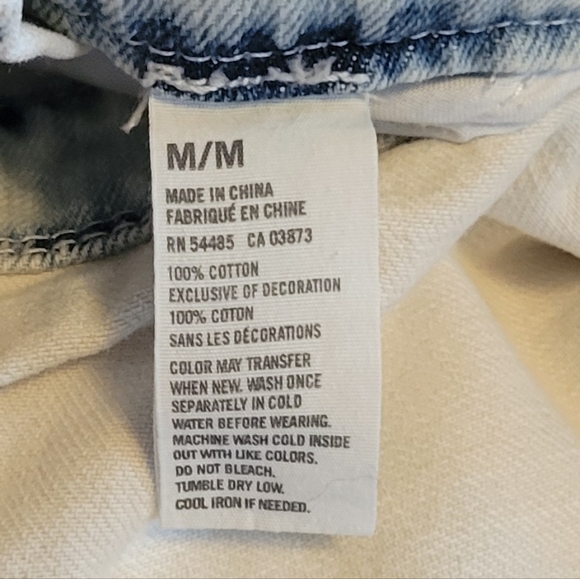 M/M
MADE IN CHINA
FABRIQUÉ EN CHINE
RN 54485 CA 03873
100% COTTON
EXCLUSIVE OF DECORATION
100% COTON
SANS LES DÉCORATIONS
COLOR MAY TRANSFER
WHEN NEW. WASH ONCE
SEPARATELY IN COLD
WATER BEFORE WEARING.
MACHINE WASH COLD INSIDE
OUT WITH LIKE COLORS.
DO NOT BLEACH.
TUMBLE DRY LOW.
COOL IRON IF NEEDED.